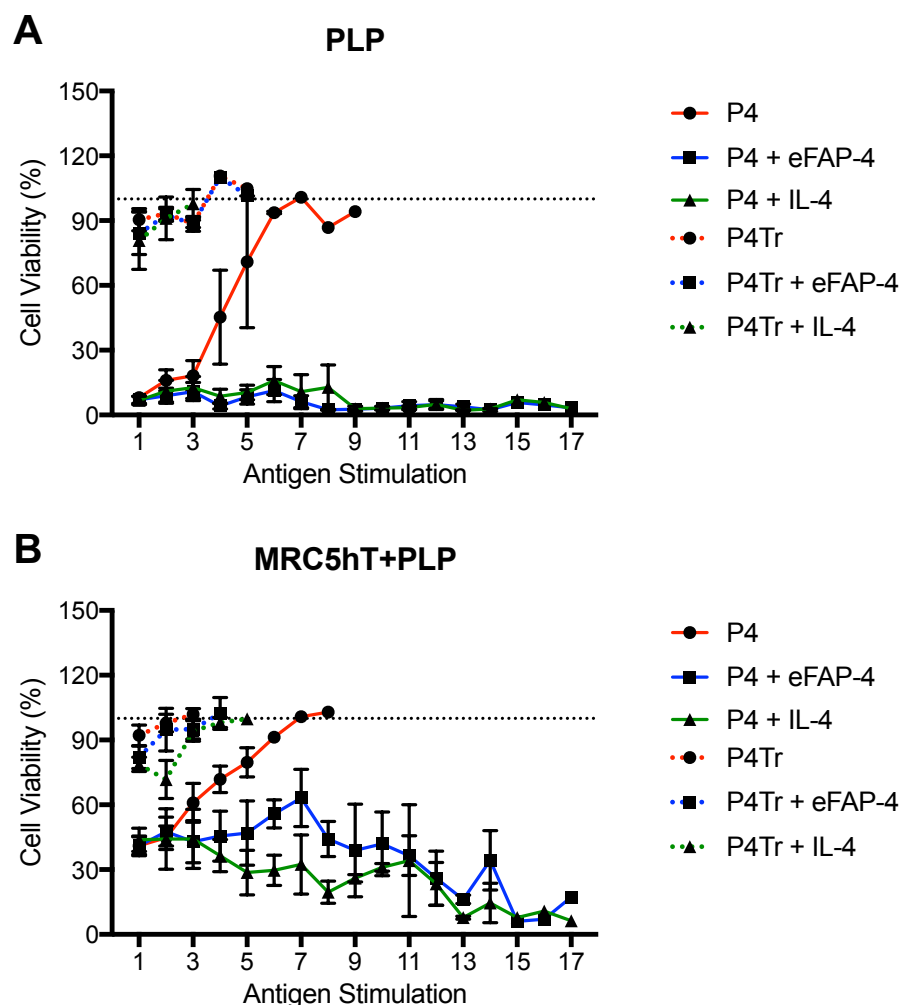 A
PLP
150
120
90
60
30
0
Cell Viability (%)
1 3 5 7 9 11 13 15 17
Antigen Stimulation
P4
P4 + eFAP-4
P4 + IL-4
P4Tr
P4Tr + eFAP-4
P4Tr + IL-4
B
MRC5hT+PLP
150
120
90
60
30
0
Cell Viability (%)
1 3 5 7 9 11 13 15 17
Antigen Stimulation
P4
P4 + eFAP-4
P4 + IL-4
P4Tr
P4Tr + eFAP-4
P4Tr + IL-4